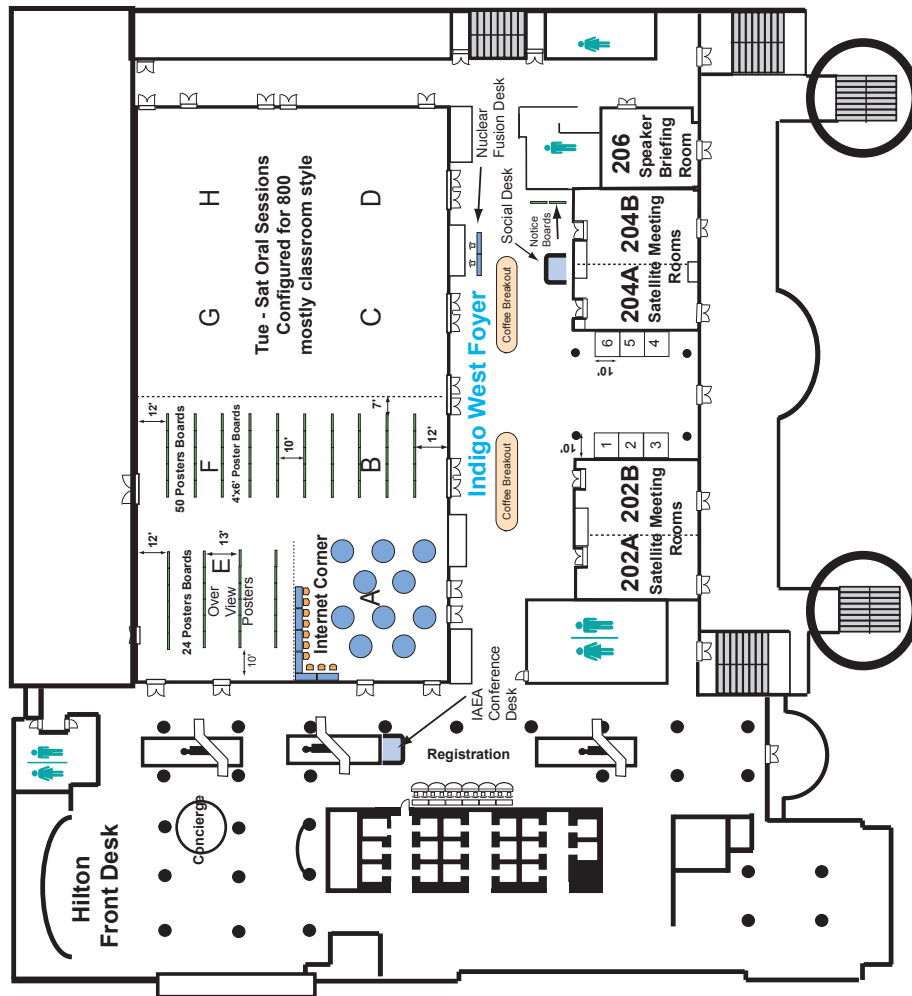 Nuclear
Fusion Desk
Social Desk
Notice
Boards
206
Speaker
Briefing
Room
H
D
G
C
Tue - Sat Oral Sessions
Configured for 800
mostly classroom style
204A 204B
Satellite Meeting
Rooms
Indigo West Foyer
Coffee Breakout
Coffee Breakout
6
5
4
10'
10'
1
2
3
202A 202B
Satellite Meeting
Rooms
12'
50 Posters Boards
F
4'x6' Poster Boards
10'
B
7'
12'
12'
24 Posters Boards
13'
E
Over
View
Posters
10'
Internet Corner
A
IAEA
Conference
Desk
Registration
Concierge
Hilton
Front Desk